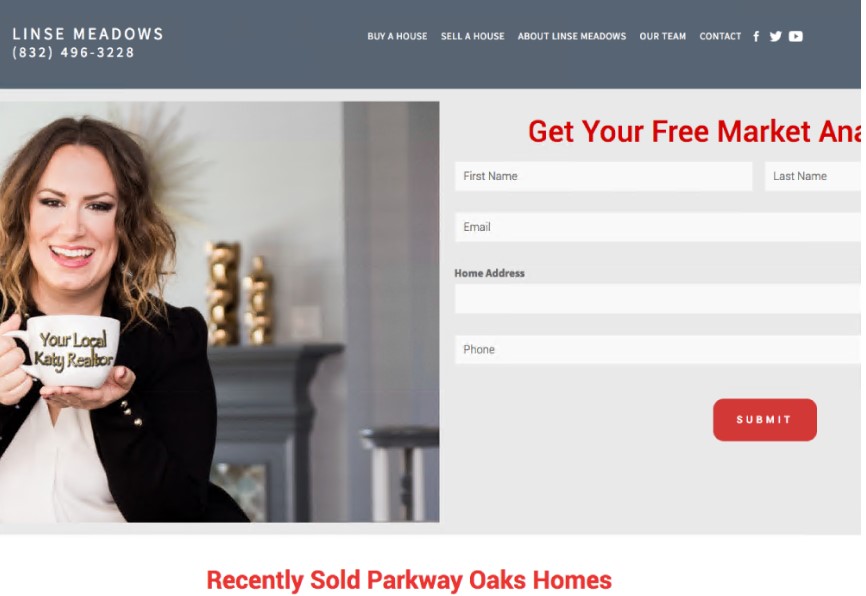 LINSE MEADOWS
(832) 496-3228
BUY A HOUSE SELL A HOUSE ABOUT LINSE MEADOWS OUR TEAM CONTACT
Get Your Free Market Ana
First Name Last Name
Email
Home Address
Your Local
Katy Realtor
Phone
SUBMIT
Recently Sold Parkway Oaks Homes